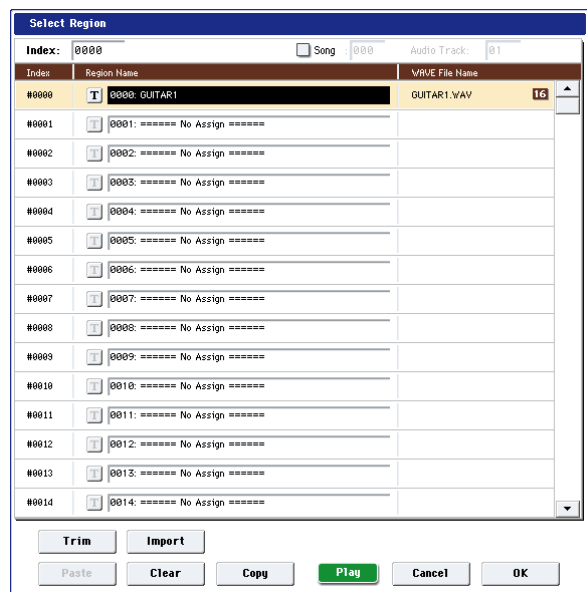 Select Region
Index: 0000 Song : 000 Audio Track: 01
Index Region Name WAVE File Name
#0000 T 0000: GUITAR1 GUITAR1.WAV 16
#0001 T 0001: ====== No Assign ======
#0002 T 0002: ====== No Assign ======
#0003 T 0003: ====== No Assign ======
#0004 T 0004: ====== No Assign ======
#0005 T 0005: ====== No Assign ======
#0006 T 0006: ====== No Assign ======
#0007 T 0007: ====== No Assign ======
#0008 T 0008: ====== No Assign ======
#0009 T 0009: ====== No Assign ======
#0010 T 0010: ====== No Assign ======
#0011 T 0011: ====== No Assign ======
#0012 T 0012: ====== No Assign ======
#0013 T 0013: ====== No Assign ======
#0014 T 0014: ====== No Assign ======
Trim Import
Paste Clear Copy Play Cancel OK